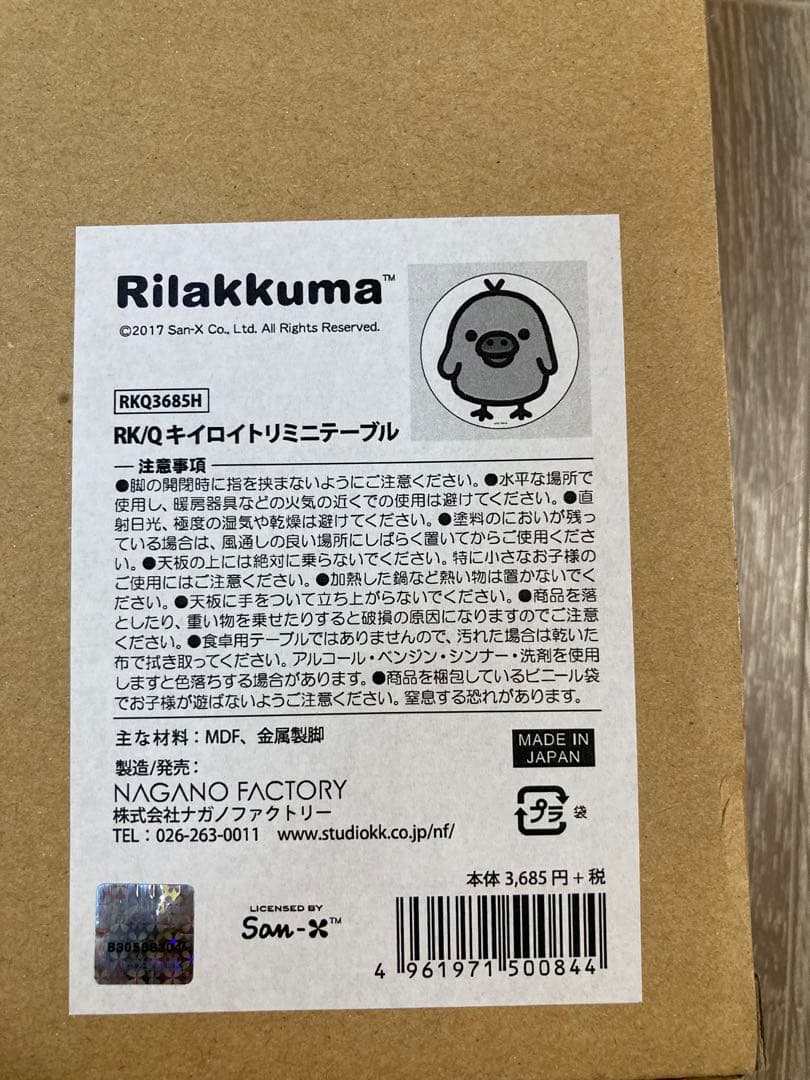 Rilakkuma™
©2017 San-X Co., Ltd. All Rights Reserved.
RKQ3685H
RK/Q キイロイトリミニテーブル
注意事項
●脚の開閉時に指を挟まないようにご注意ください。●水平な場所で
使用し、暖房器具などの火気の近くでの使用は避けてください。●直
射日光、極度の湿気や乾燥は避けてください。●塗料のにおいが残っ
ている場合は、風通しの良い場所にしばらく置いてからご使用くださ
い。●天板の上には絶対に乗らないでください。特に小さなお子様の
ご使用にはご注意ください。●加熱した鍋など熱い物は置かないでく
ださい。●天板に手をついて立ち上がらないでください。●商品を落
としたり、重い物を乗せたりすると破損の原因になりますのでご注意
ください。●食卓用テーブルではありませんので、汚れた場合は乾いた
布で拭き取ってください。アルコール・ベンジン・シンナー・洗剤を使用
しますと色落ちする場合があります。●商品を梱包しているビニール袋
でお子様が遊ばないようご注意ください。窒息する恐れがあります。
主な材料：MDF、金属製脚
MADE IN
JAPAN
製造/発売：
NAGANO FACTORY
株式会社ナガノファクトリー
TEL：026-263-0011 www.studiokk.co.jp/nf/
プラ 袋
本体 3,685円＋税
LICENSED BY
San-X™
4 961971 500844